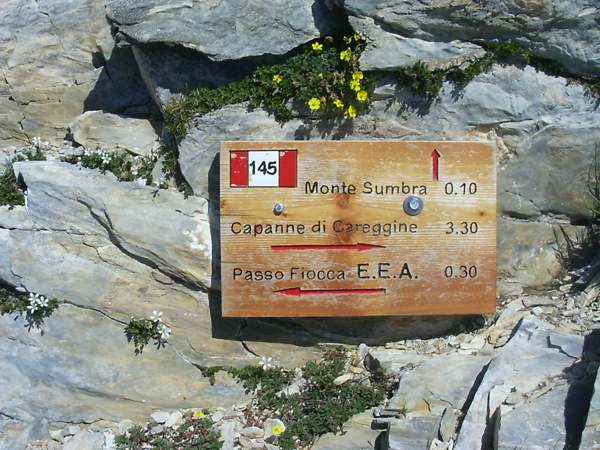 145
Monte Sumbra 0.10
Capanne di Careggine 3.30
Passo Fiocca E.E.A. 0.30